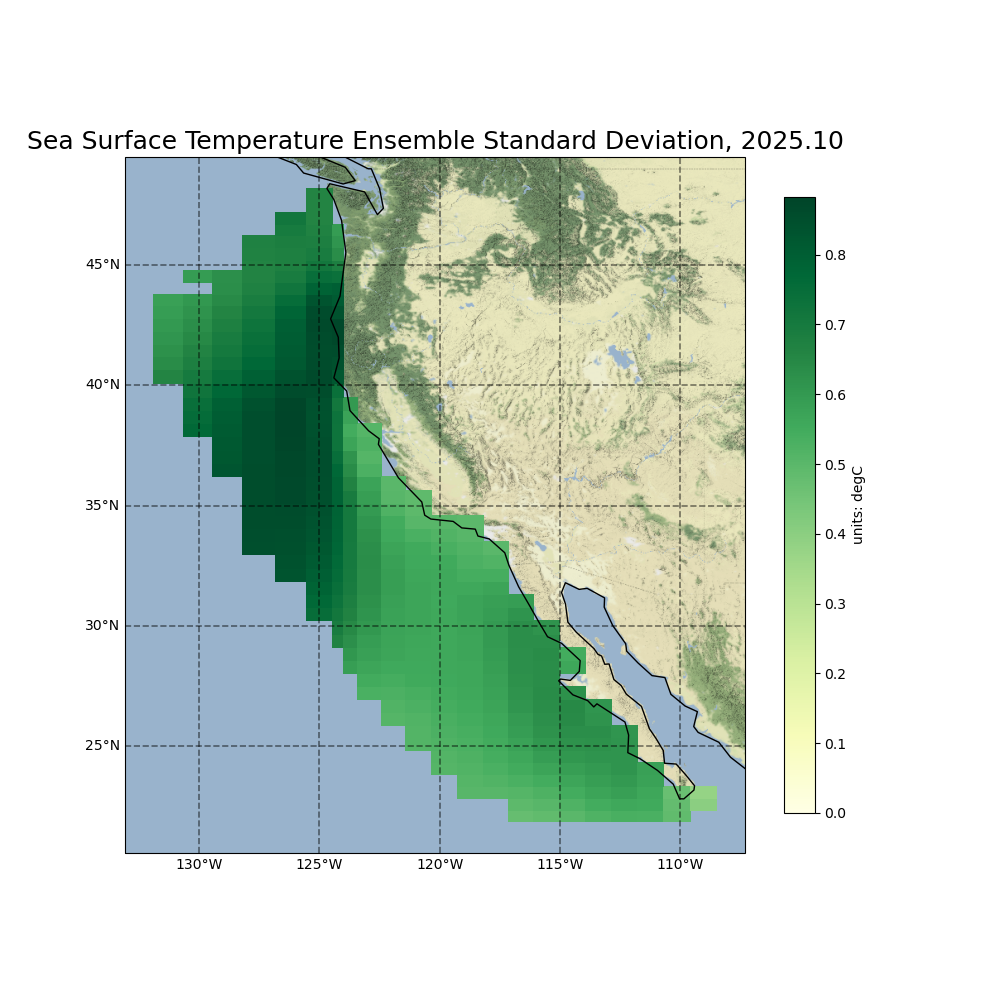 Sea Surface Temperature Ensemble Standard Deviation, 2025.10
45°N
40°N
35°N
30°N
25°N
130°W
125°W
120°W
115°W
110°W
0.8
0.7
0.6
0.5
0.4
0.3
0.2
0.1
0.0
units: degC